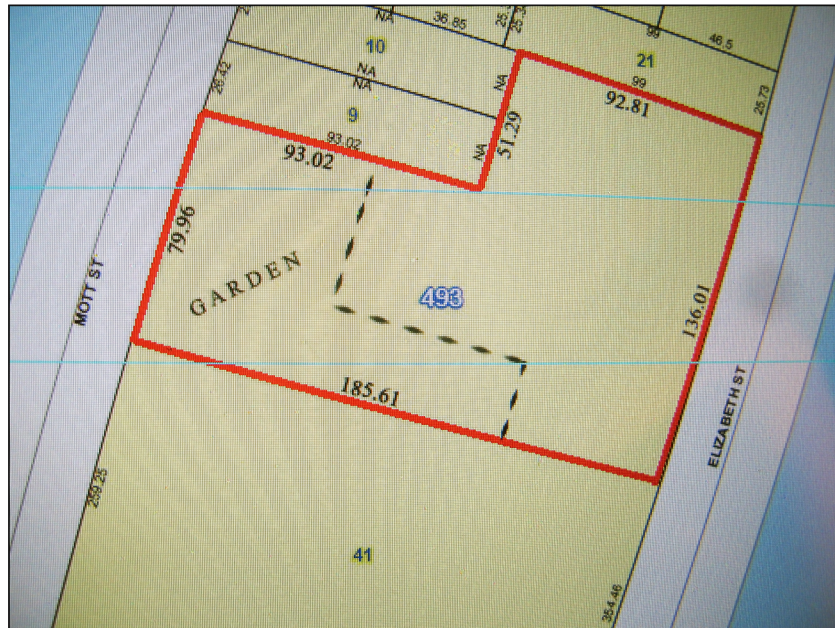 NA
36.85
99
46.5
10
21
NA
NA
NA
99
92.81
25.73
26.42
9
93.02
93.02
NA
51.29
NA
79.96
GARDEN
493
136.01
MOTT ST
185.61
ELIZABETH ST
259.25
41
354.46